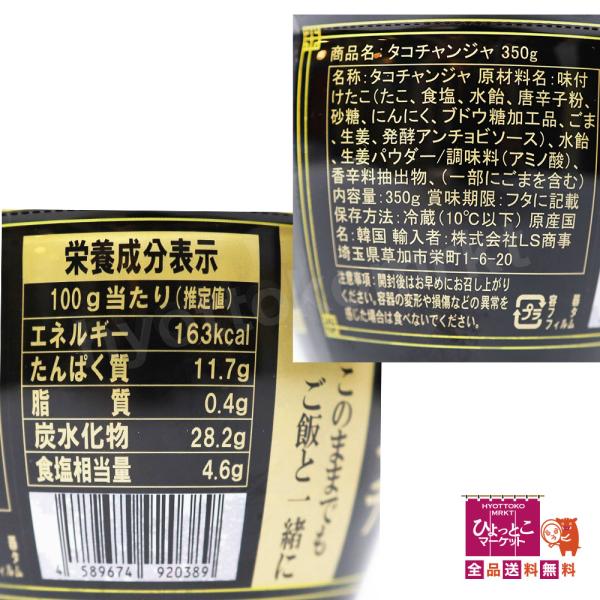 商品名：タコチャンジャ 350g
名称：タコチャンジャ 原材料名：味付
けたこ（たこ、食塩、水飴、唐辛子粉、
砂糖、にんにく、ブドウ糖加工品、ごま
、生姜、発酵アンチョビソース）、水飴
、生姜パウダー/調味料（アミノ酸）、
香辛料抽出物、（一部にごまを含む）
内容量：350g 賞味期限：フタに記載
保存方法：冷蔵（10℃以下）原産国
名：韓国 輸入者：株式会社LS商事
埼玉県草加市栄町1-6-20
注意事項：開封後はお早めにお召し上がり
ください。容器の変形や損傷などの異常を
感じた場合は食べないでください。
プラ
栄養成分表示
100g当たり（推定値）
エネルギー 163kcal
たんぱく質 11.7g
脂 質 0.4g
炭水化物 28.2g
食塩相当量 4.6g
このままでも
ご飯と一緒に
4 589674 920389
HYOTTOKO
MRKT
ひょっとこ
マーケット
全品送料無料